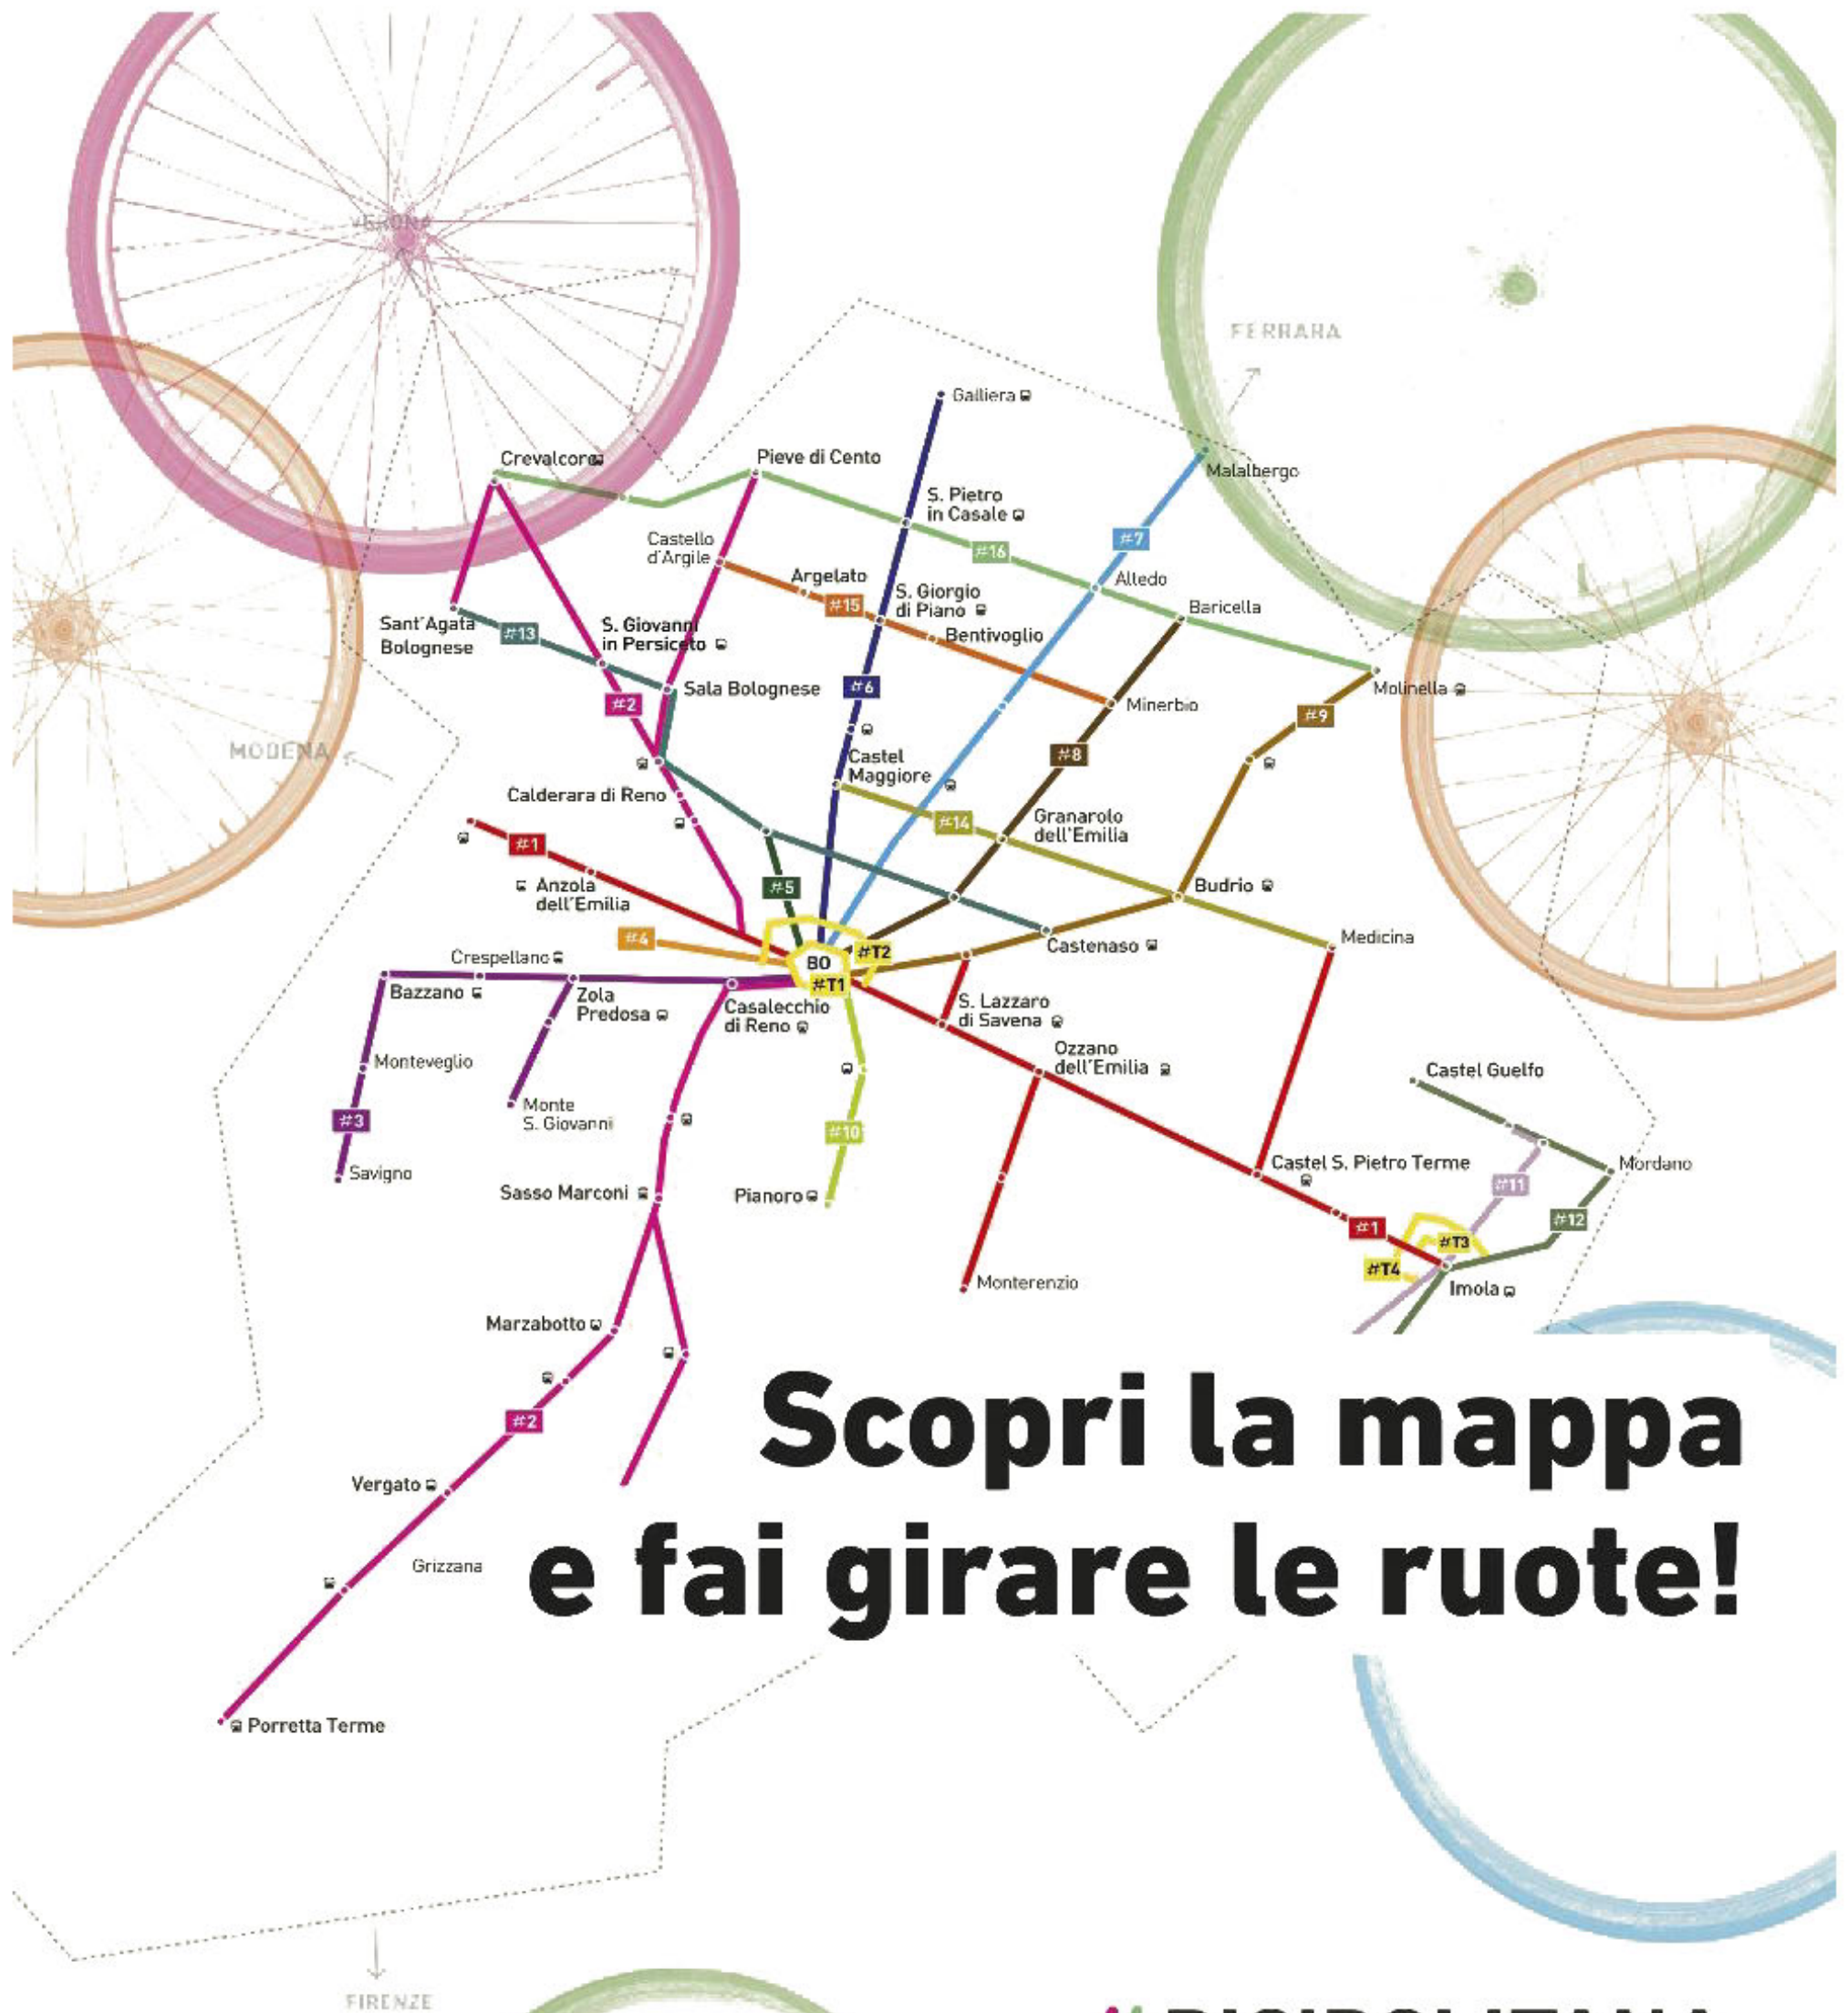 VERONA
FERRARA
Galliera
Crevalcore
Pieve di Cento
Malalbergo
S. Pietro
in Casale
#7
Castello
d'Argile
#16
Argelato
Altedo
#15
S. Giorgio
di Piano
Baricella
Sant'Agata
Bolognese
#13
S. Giovanni
in Persiceto
Bentivoglio
Sala Bolognese
#6
Molinella
#2
Minerbio
#9
MODENA
Castel
Maggiore
#8
Calderara di Reno
#14
Granarolo
dell'Emilia
#1
#5
Anzola
dell'Emilia
Budrio
#4
Medicina
Castenaso
#T2
BO
#T1
Crespellano
Bazzano
Zola
Predosa
Casalecchio
di Reno
S. Lazzaro
di Savena
Ozzano
dell'Emilia
Monteveglio
Castel Guelfo
Monte
S. Giovanni
#3
#10
Savigno
Castel S. Pietro Terme
Mordano
Sasso Marconi
Pianoro
#11
#1
#12
#T3
#T4
Imola
Monterenzio
Marzabotto
#2
Scopri la mappa
Vergato
Grizzana
e fai girare le ruote!
Porretta Terme
FIRENZE